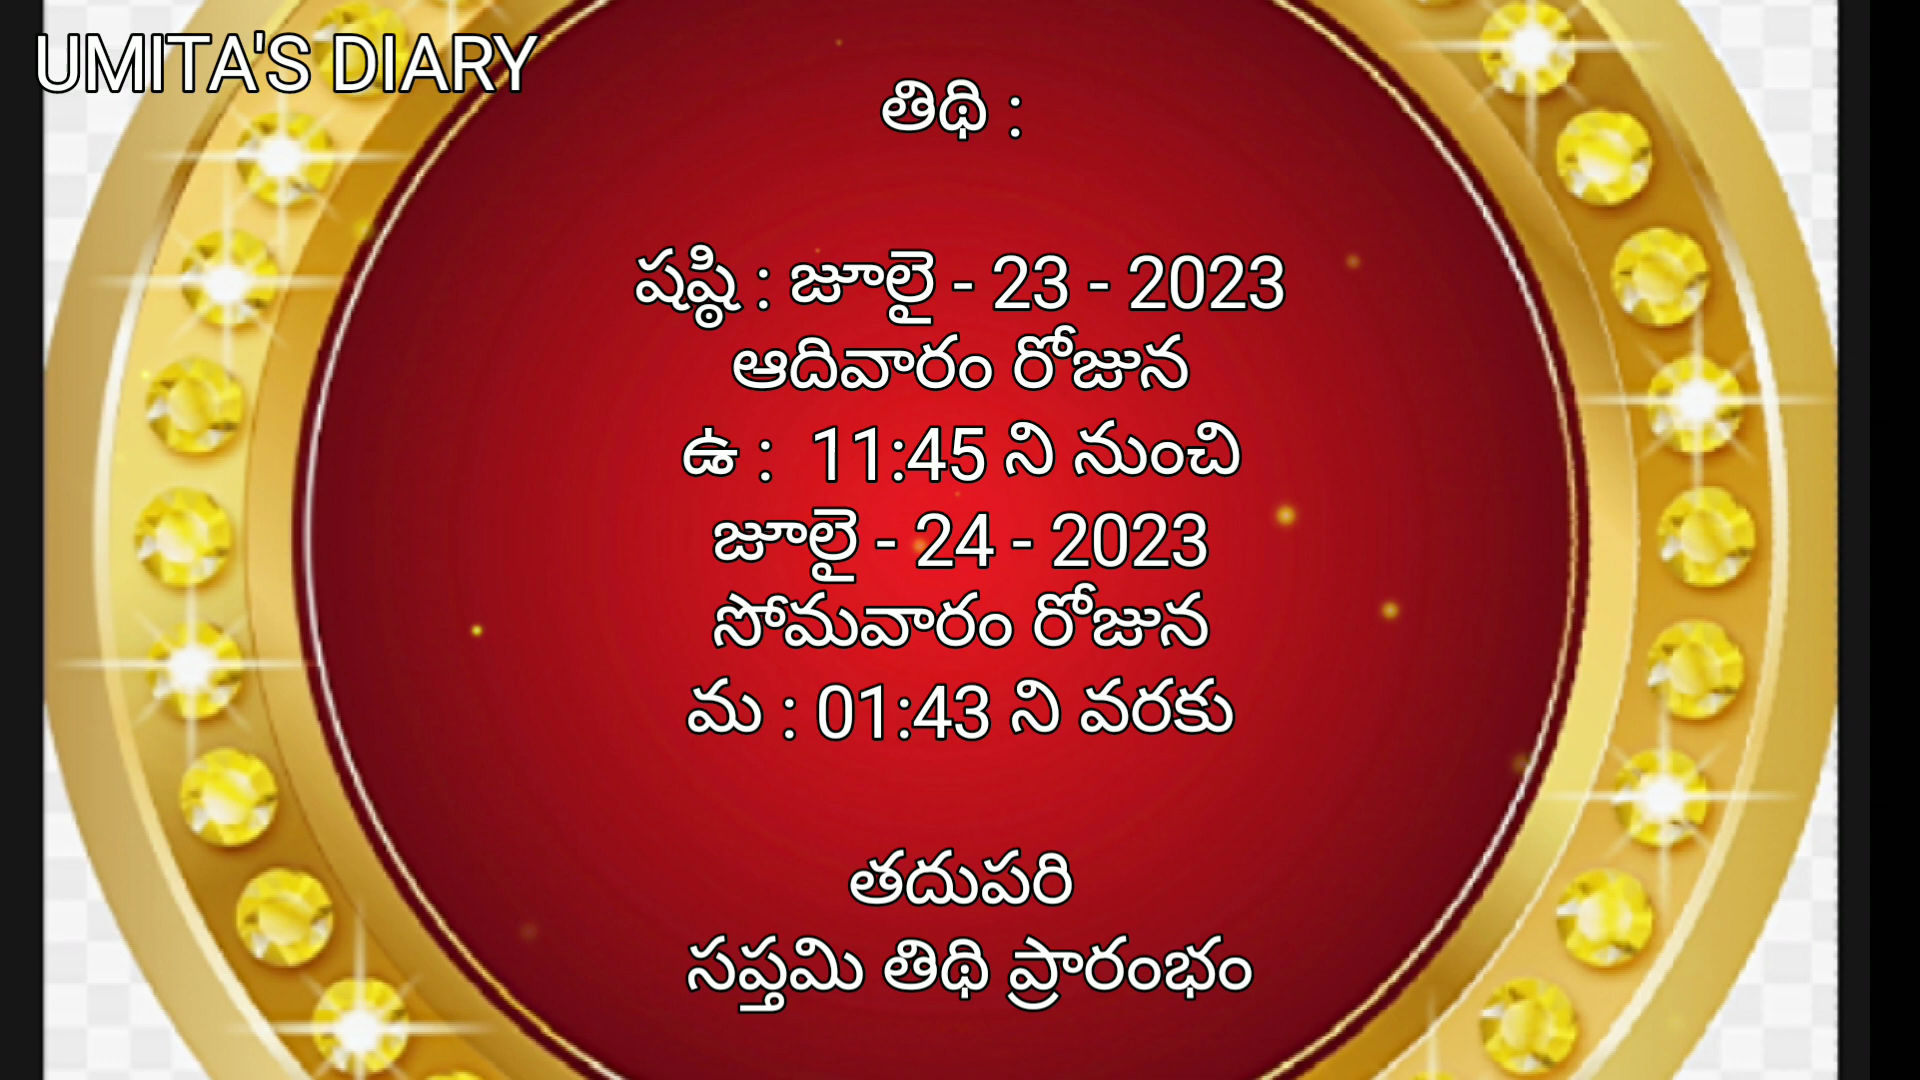 UMITA'S DIARY
తిథి :
షష్ఠి : జూలై - 23 - 2023
ఆదివారం రోజున
ఉ : 11:45 ని నుంచి
జూలై - 24 - 2023
సోమవారం రోజున
మ : 01:43 ని వరకు
తదుపరి
సప్తమి తిథి ప్రారంభం